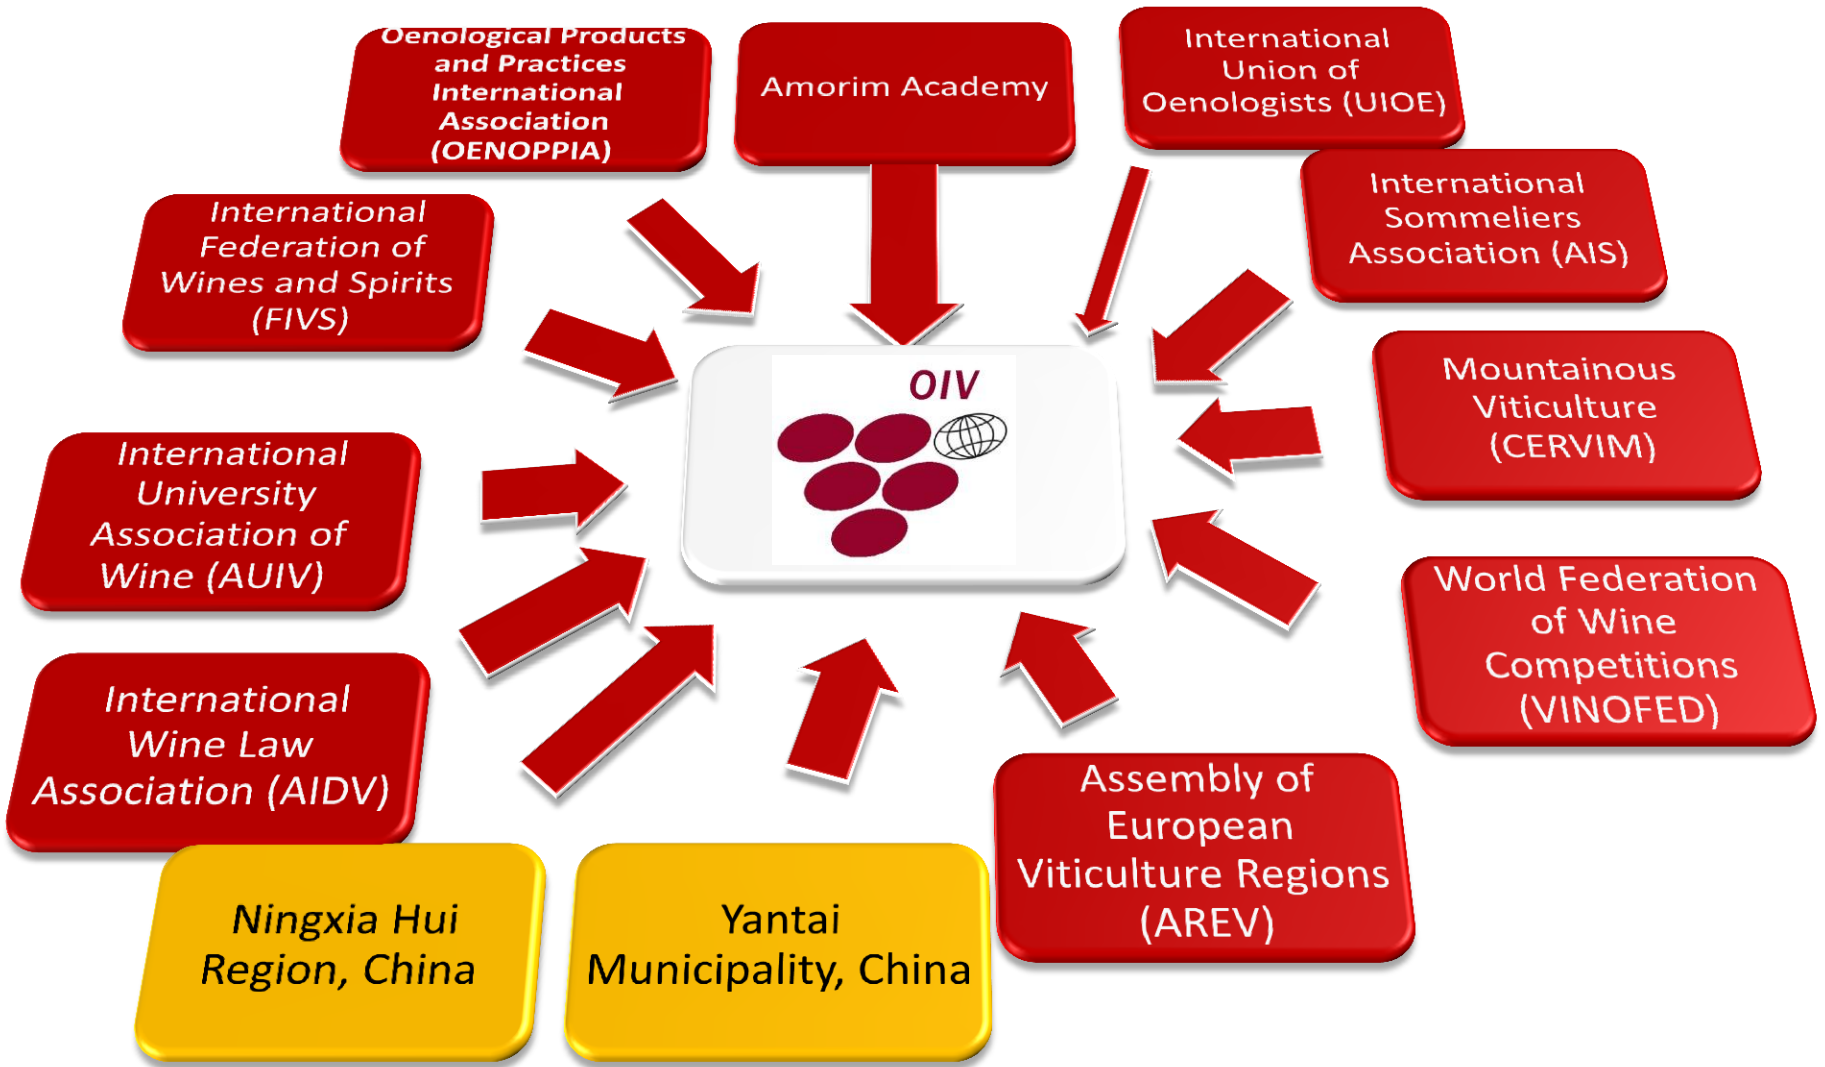 Oenological Products
and Practices
International
Association
(OENOPPIA)
Amorim Academy
International
Union of
Oenologists (UIOE)
International
Federation of
Wines and Spirits
(FIVS)
International
Sommeliers
Association (AIS)
OIV
Mountainous
Viticulture
(CERVIM)
International
University
Association of
Wine (AUIV)
World Federation
of Wine
Competitions
(VINOFED)
International
Wine Law
Association (AIDV)
Assembly of
European
Viticulture Regions
(AREV)
Ningxia Hui
Region, China
Yantai
Municipality, China